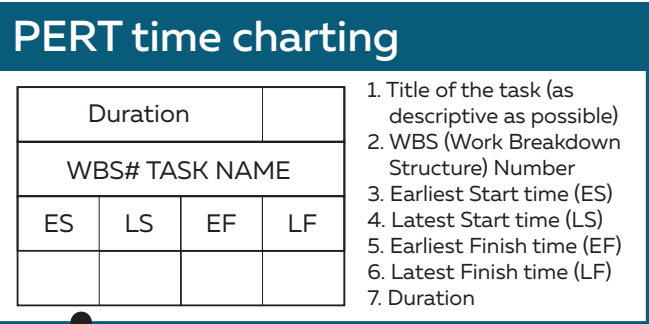 PERT time charting
Duration
WBS# TASK NAME
ES LS EF LF
1. Title of the task (as
descriptive as possible)
2. WBS (Work Breakdown
Structure) Number
3. Earliest Start time (ES)
4. Latest Start time (LS)
5. Earliest Finish time (EF)
6. Latest Finish time (LF)
7. Duration